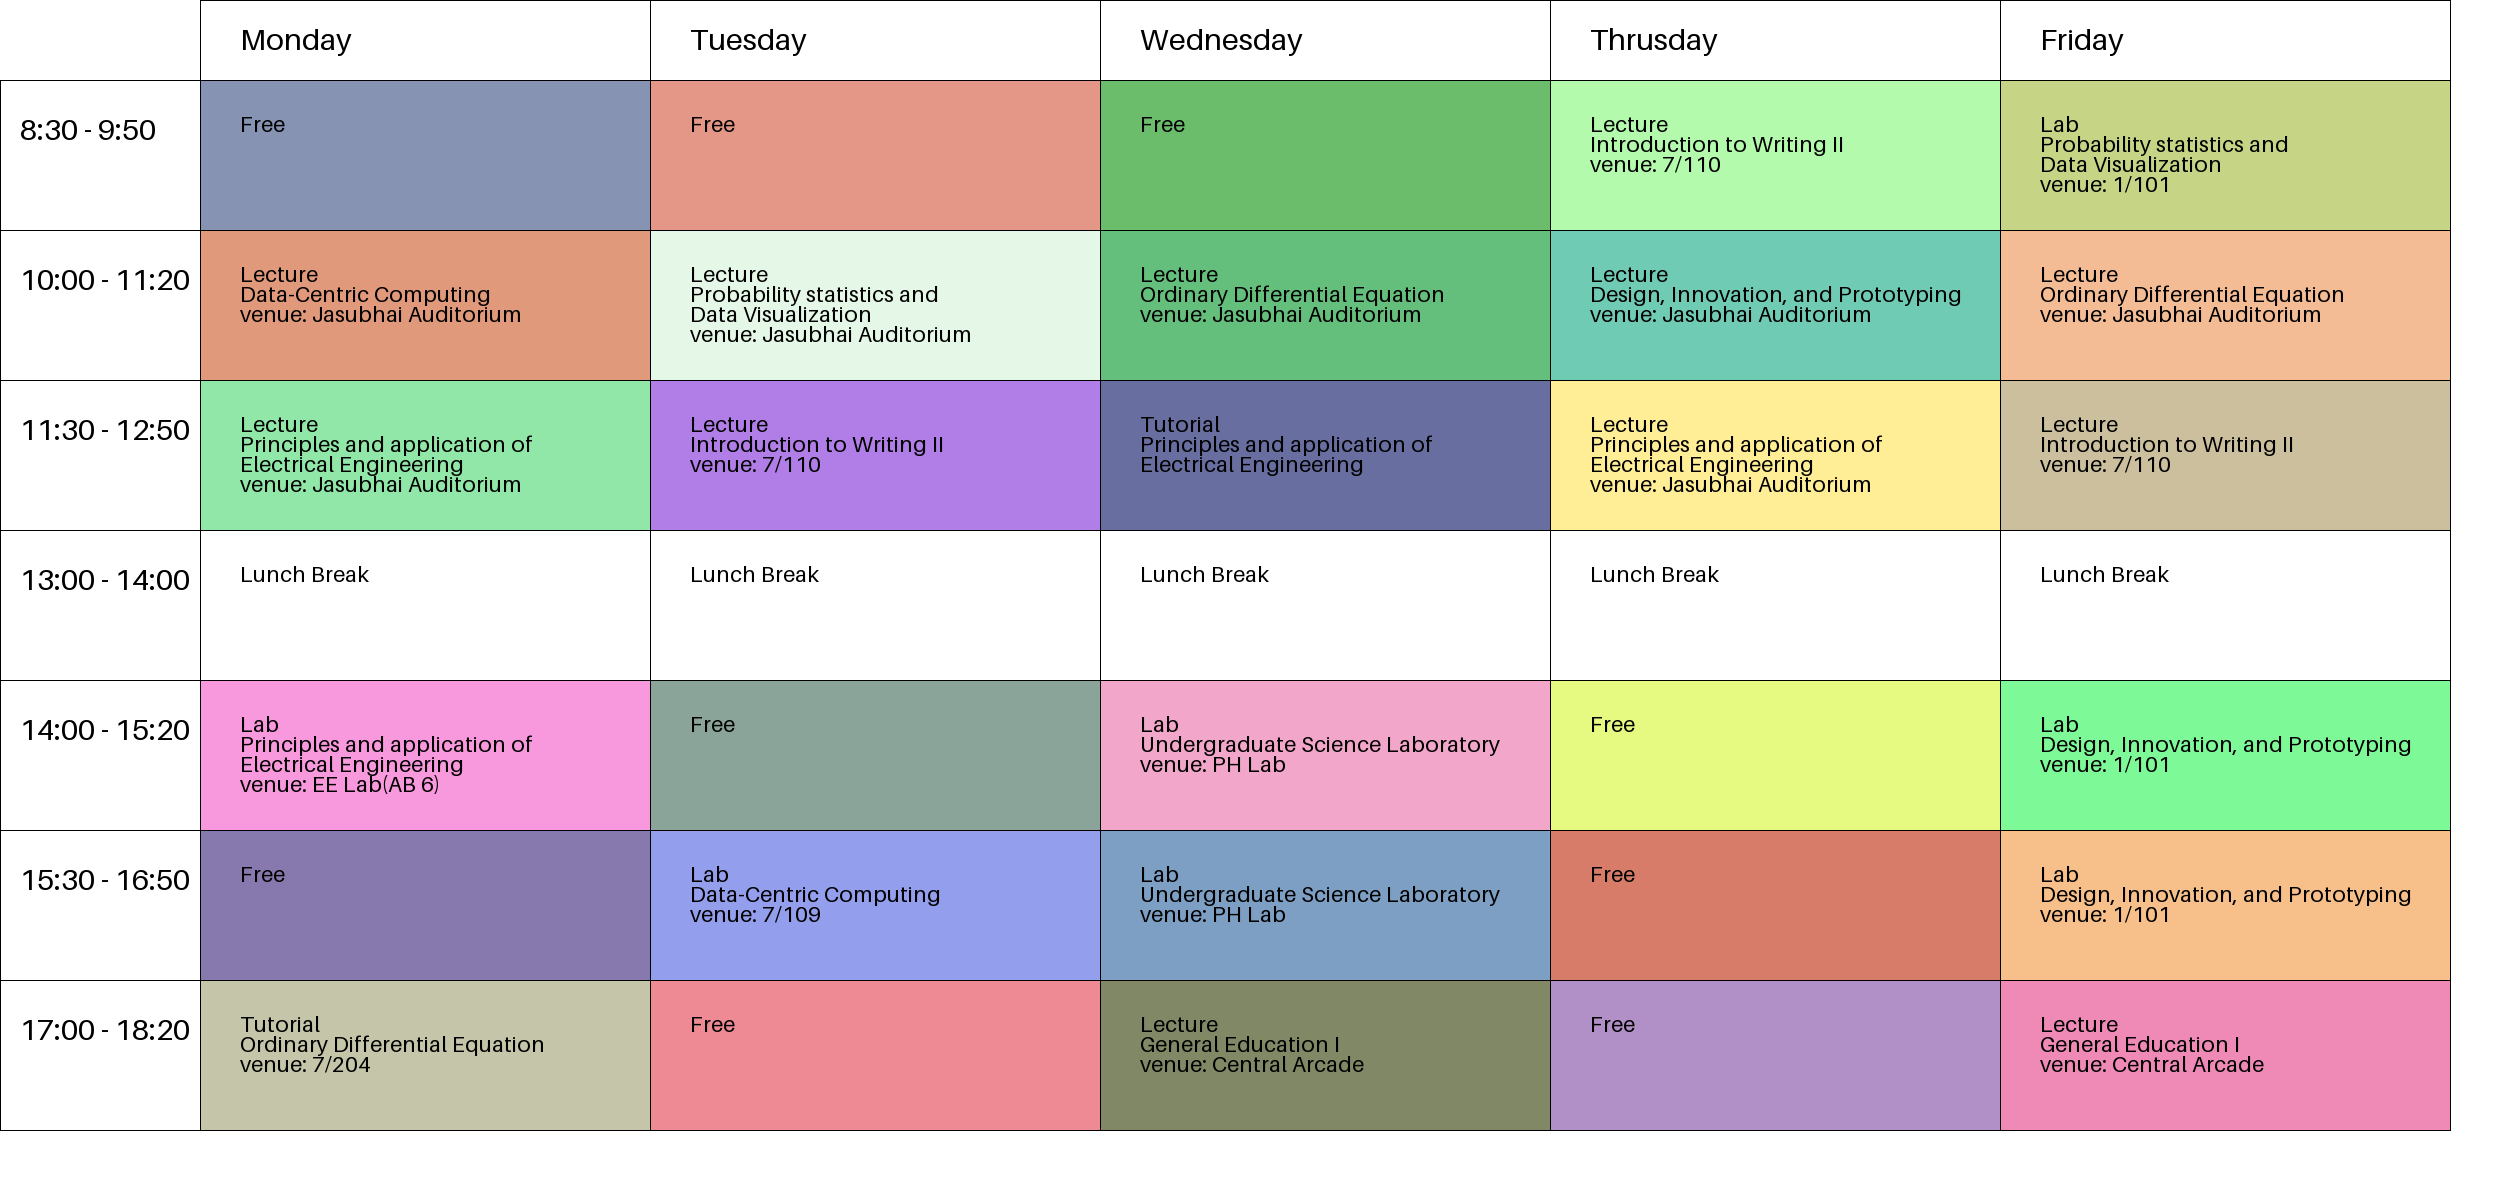 Monday Tuesday Wednesday Thrusday Friday
8:30 - 9:50
Free
Free
Free
Lecture
Introduction to Writing II
venue: 7/110
Lab
Probability statistics and
Data Visualization
venue: 1/101
10:00 - 11:20
Lecture
Data-Centric Computing
venue: Jasubhai Auditorium
Lecture
Probability statistics and
Data Visualization
venue: Jasubhai Auditorium
Lecture
Ordinary Differential Equation
venue: Jasubhai Auditorium
Lecture
Design, Innovation, and Prototyping
venue: Jasubhai Auditorium
Lecture
Ordinary Differential Equation
venue: Jasubhai Auditorium
11:30 - 12:50
Lecture
Principles and application of
Electrical Engineering
venue: Jasubhai Auditorium
Lecture
Introduction to Writing II
venue: 7/110
Tutorial
Principles and application of
Electrical Engineering
Lecture
Principles and application of
Electrical Engineering
venue: Jasubhai Auditorium
Lecture
Introduction to Writing II
venue: 7/110
13:00 - 14:00
Lunch Break
Lunch Break
Lunch Break
Lunch Break
Lunch Break
14:00 - 15:20
Lab
Principles and application of
Electrical Engineering
venue: EE Lab(AB 6)
Free
Lab
Undergraduate Science Laboratory
venue: PH Lab
Free
Lab
Design, Innovation, and Prototyping
venue: 1/101
15:30 - 16:50
Free
Lab
Data-Centric Computing
venue: 7/109
Lab
Undergraduate Science Laboratory
venue: PH Lab
Free
Lab
Design, Innovation, and Prototyping
venue: 1/101
17:00 - 18:20
Tutorial
Ordinary Differential Equation
venue: 7/204
Free
Lecture
General Education I
venue: Central Arcade
Free
Lecture
General Education I
venue: Central Arcade